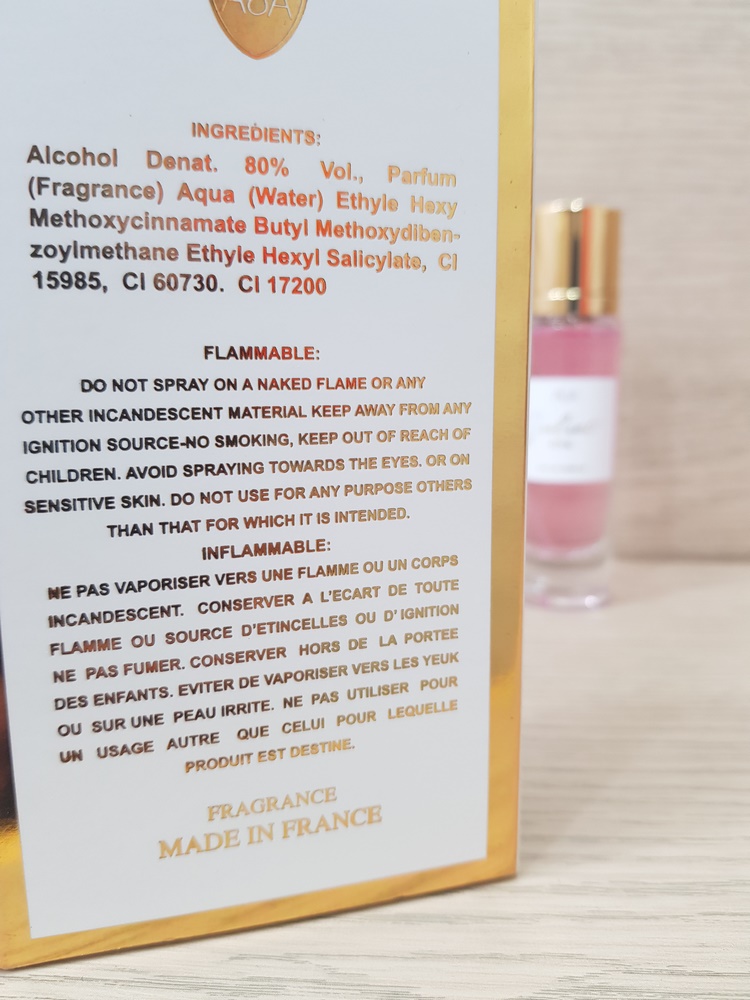 AOA
INGREDIENTS:
Alcohol Denat. 80% Vol., Parfum
(Fragrance) Aqua (Water) Ethyle Hexy
Methoxycinnamate Butyl Methoxydiben-
zoylmethane Ethyle Hexyl Salicylate, CI
15985, CI 60730. CI 17200
FLAMMABLE:
DO NOT SPRAY ON A NAKED FLAME OR ANY
OTHER INCANDESCENT MATERIAL KEEP AWAY FROM ANY
IGNITION SOURCE-NO SMOKING, KEEP OUT OF REACH OF
CHILDREN. AVOID SPRAYING TOWARDS THE EYES. OR ON
SENSITIVE SKIN. DO NOT USE FOR ANY PURPOSE OTHERS
THAN THAT FOR WHICH IT IS INTENDED.
INFLAMMABLE:
NE PAS VAPORISER VERS UNE FLAMME OU UN CORPS
INCANDESCENT. CONSERVER A L'ECART DE TOUTE
FLAMME OU SOURCE D'ETINCELLES OU D'IGNITION
NE PAS FUMER. CONSERVER HORS DE LA PORTEE
DES ENFANTS. EVITER DE VAPORISER VERS LES YEUK
OU SUR UNE PEAU IRRITE. NE PAS UTILISER POUR
UN USAGE AUTRE QUE CELUI POUR LEQUELLE
PRODUIT EST DESTINE.
FRAGRANCE
MADE IN FRANCE